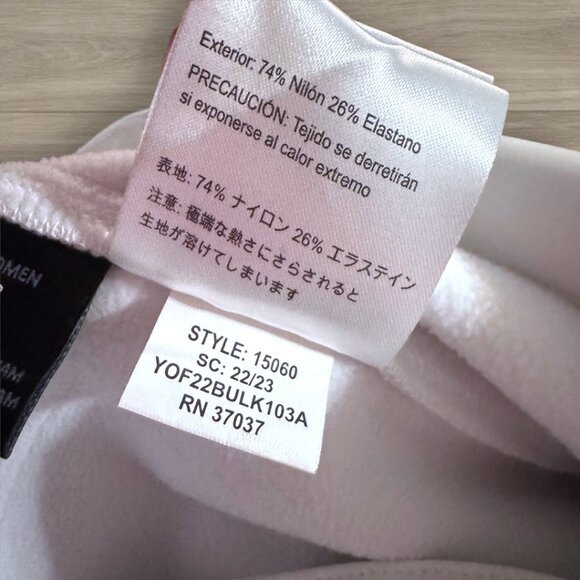 Exterior: 74% Nilón 26% Elastano
PRECAUCIÓN: Tejido se derretirán
si exponerse al calor extremo
表地: 74% ナイロン 26% エラステイン
注意: 極端な熱さにさらされると
生地が溶けてしまいます
STYLE: 15060
SC: 22/23
YOF22BULK103A
RN 37037
OMEN
AM
AM